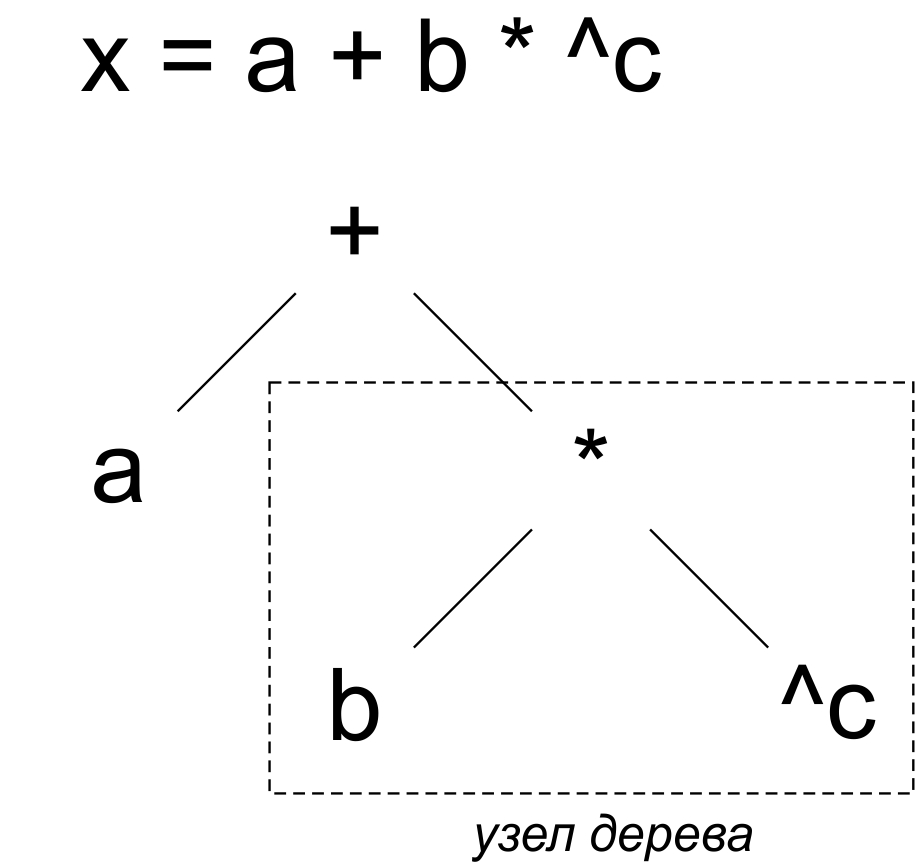 x = a + b * ^c
+
a
*
b ^c
узел дерева